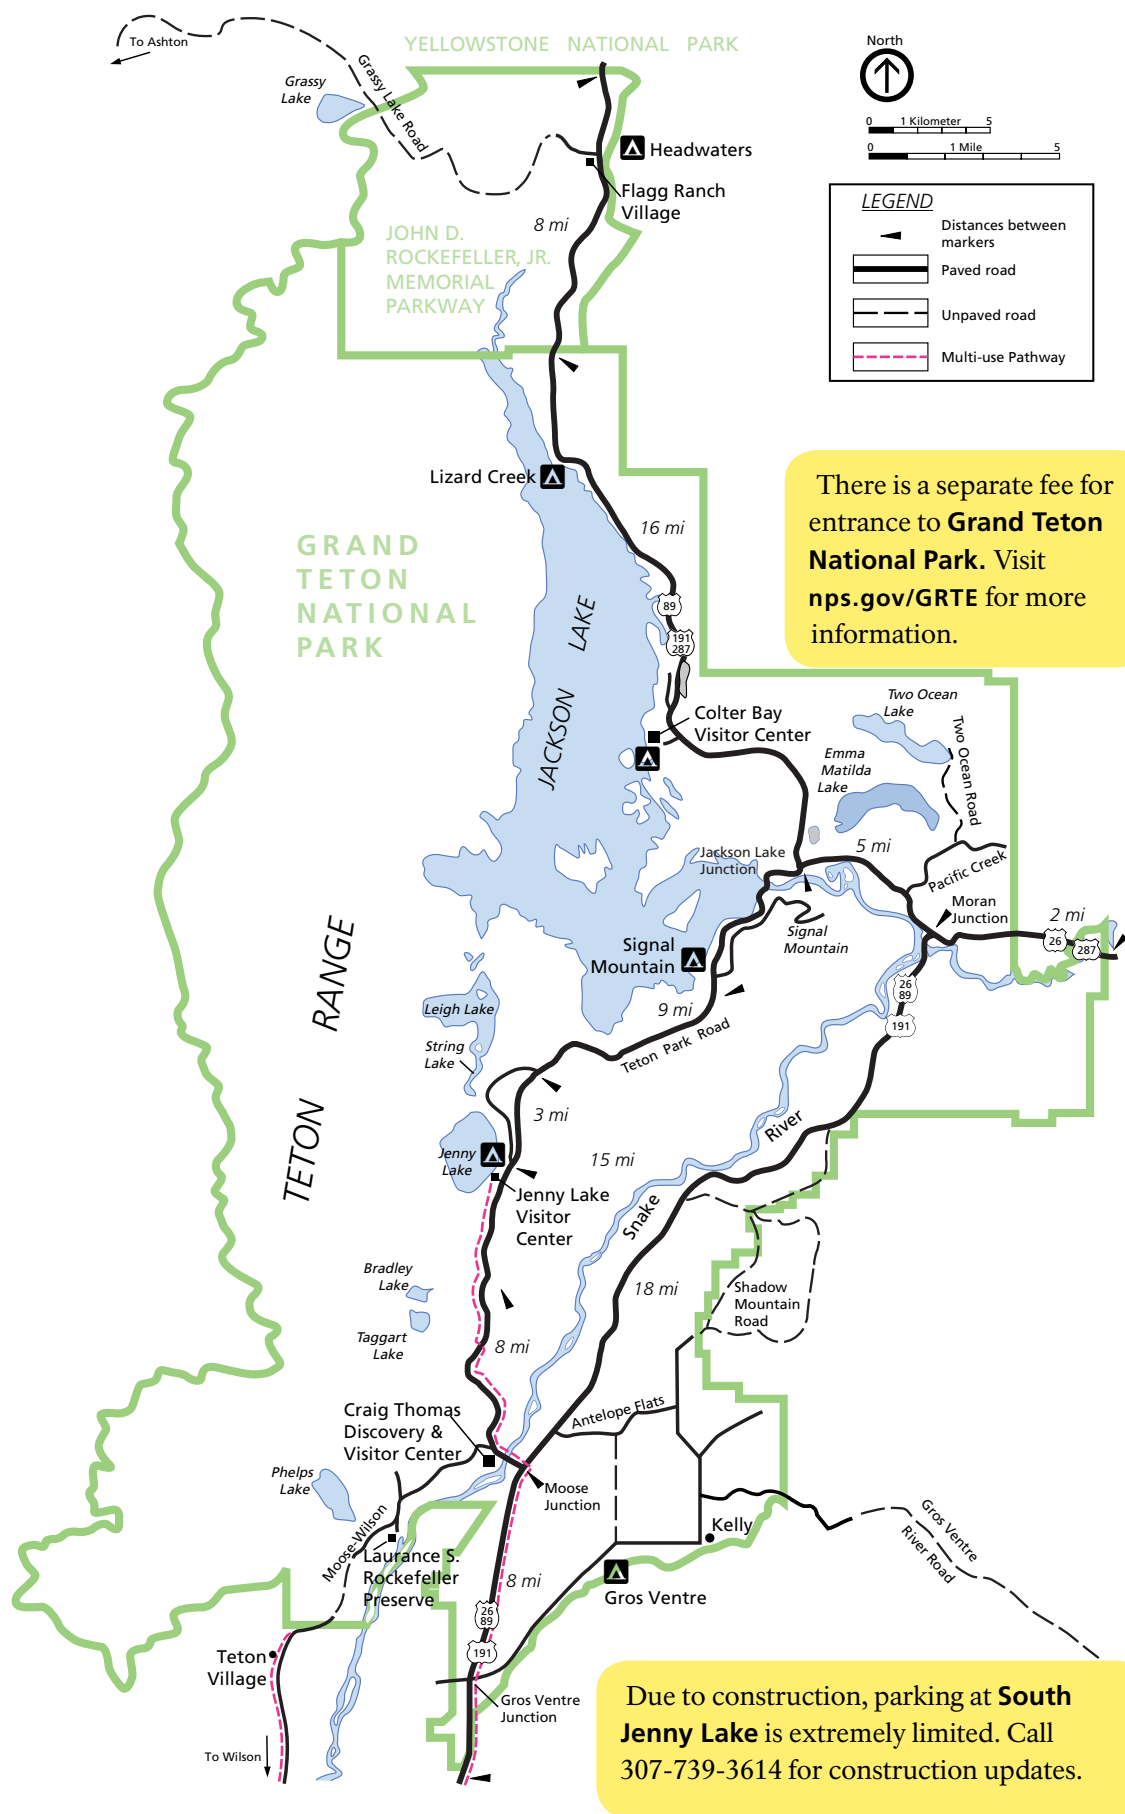 To Ashton
YELLOWSTONE NATIONAL PARK
North
Grassy
Lake
Grassy Lake Road
0 1 Kilometer 5
0 1 Mile 5
Headwaters
Flagg Ranch
Village
LEGEND
Distances between
markers
Paved road
Unpaved road
Multi-use Pathway
8 mi
JOHN D.
ROCKEFELLER, JR.
MEMORIAL
PARKWAY
Lizard Creek
16 mi
There is a separate fee for
entrance to Grand Teton
National Park. Visit
nps.gov/GRTE for more
information.
GRAND
TETON
NATIONAL
PARK
89
191
287
JACKSON LAKE
Colter Bay
Visitor Center
Two Ocean
Lake
Two Ocean Road
Emma
Matilda
Lake
Jackson Lake
Junction
5 mi
Pacific Creek
Moran
Junction
2 mi
26
287
Signal
Mountain
Signal
Mountain
26
89
191
9 mi
Teton Park Road
Leigh Lake
String
Lake
TETON RANGE
3 mi
Jenny
Lake
15 mi
Snake River
Jenny Lake
Visitor
Center
Bradley
Lake
Taggart
Lake
18 mi
Shadow
Mountain
Road
8 mi
Craig Thomas
Discovery &
Visitor Center
Antelope Flats
Phelps
Lake
Moose
Junction
Moose-Wilson
Laurance S.
Rockefeller
Preserve
Kelly
Gros Ventre
River Road
8 mi
Gros Ventre
26
89
191
Teton
Village
Gros Ventre
Junction
To Wilson
Due to construction, parking at South
Jenny Lake is extremely limited. Call
307-739-3614 for construction updates.